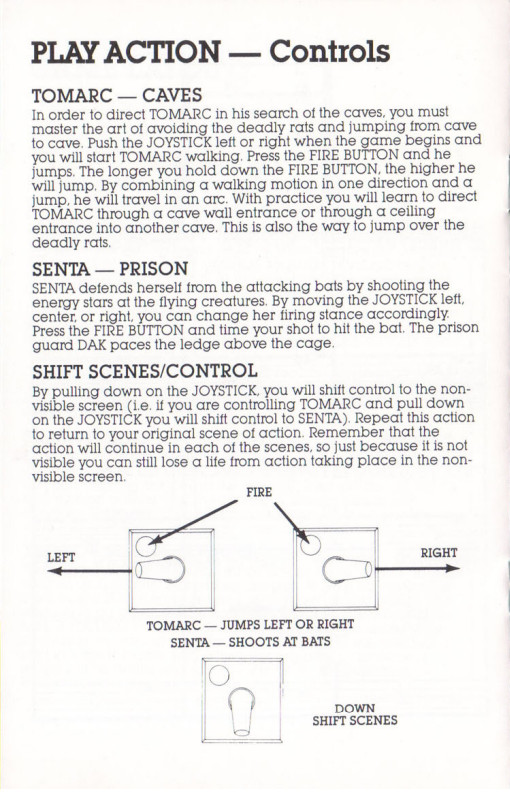 PLAY ACTION — Controls
TOMARC — CAVES
In order to direct TOMARC in his search of the caves, you must
master the art of avoiding the deadly rats and jumping from cave
to cave. Push the JOYSTICK left or right when the game begins and
you will start TOMARC walking. Press the FIRE BUTTON and he
jumps. The longer you hold down the FIRE BUTTON, the higher he
will jump. By combining a walking motion in one direction and a
jump, he will travel in an arc. With practice you will learn to direct
TOMARC through a cave wall entrance or through a ceiling
entrance into another cave. This is also the way to jump over the
deadly rats.
SENTA — PRISON
SENTA defends herself from the attacking bats by shooting the
energy stars at the flying creatures. By moving the JOYSTICK left,
center, or right, you can change her firing stance accordingly.
Press the FIRE BUTTON and time your shot to hit the bat. The prison
guard DAK paces the ledge above the cage.
SHIFT SCENES/CONTROL
By pulling down on the JOYSTICK, you will shift control to the non-
visible screen (i.e. if you are controlling TOMARC and pull down
on the JOYSTICK you will shift control to SENTA). Repeat this action
to return to your original scene of action. Remember that the
action will continue in each of the scenes, so just because it is not
visible you can still lose a life from action taking place in the non-
visible screen.
FIRE
LEFT
RIGHT
TOMARC — JUMPS LEFT OR RIGHT
SENTA — SHOOTS AT BATS
DOWN
SHIFT SCENES